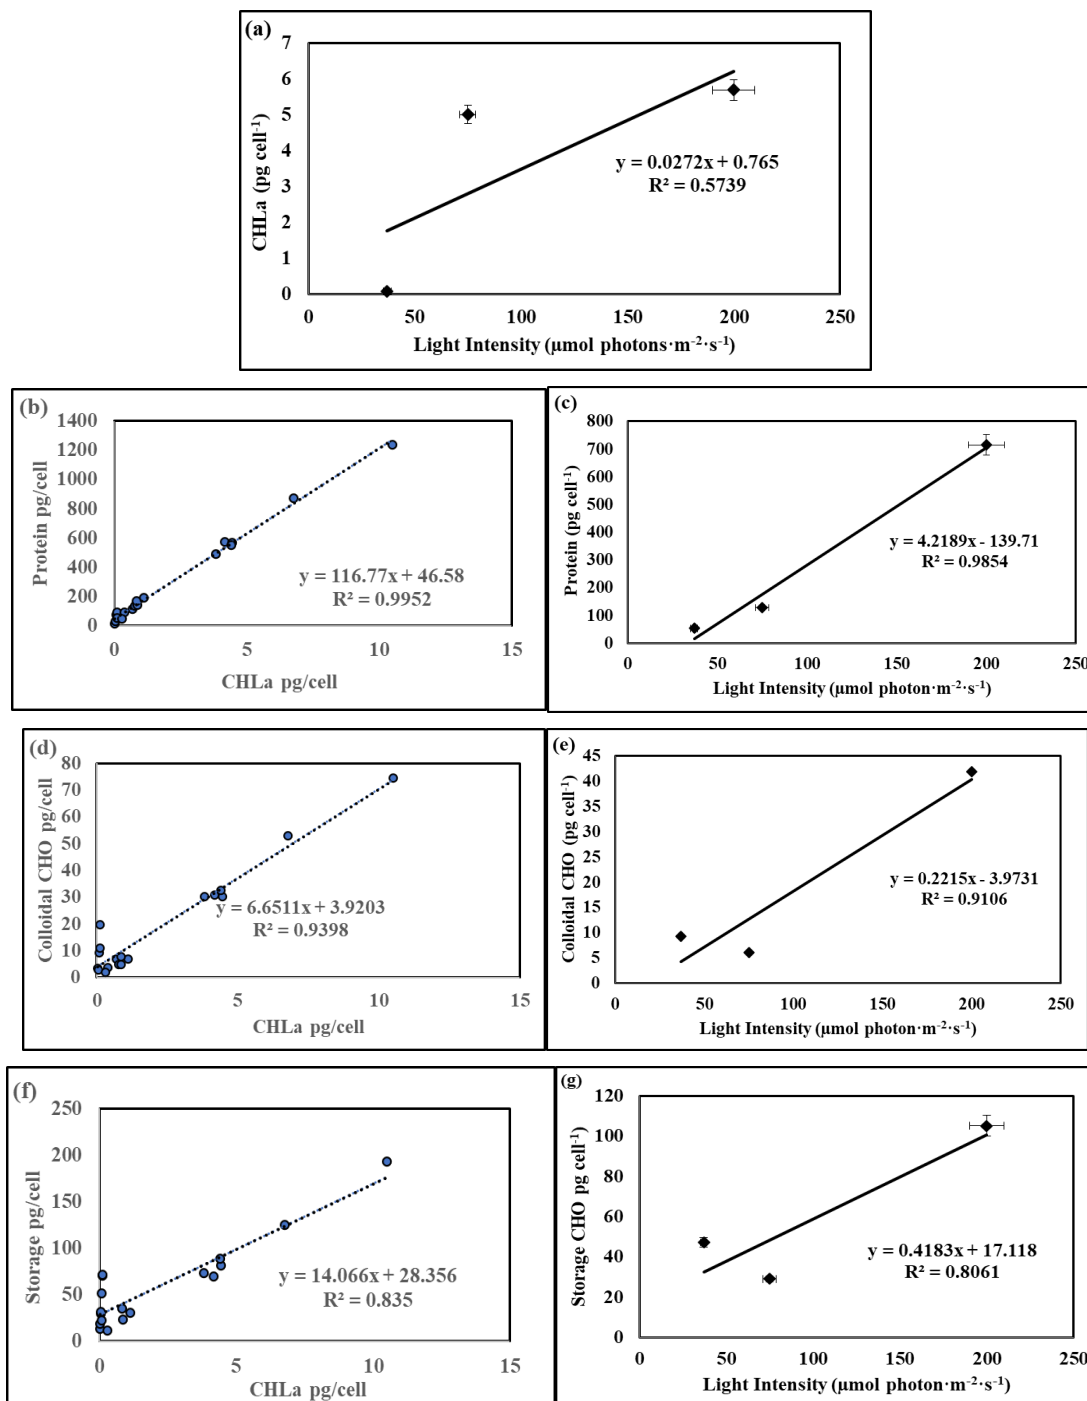 (a)
7
6
5
4
3
2
1
0
CHLa (pg cell⁻¹)
y = 0.0272x + 0.765
R² = 0.5739
0 50 100 150 200 250
Light Intensity (µmol photons·m⁻²·s⁻¹)
(b)
1400
1200
1000
800
600
400
200
0
Protein pg/cell
y = 116.77x + 46.58
R² = 0.9952
0 5 10 15
CHLa pg/cell
(c)
800
700
600
500
400
300
200
100
0
Protein (pg cell⁻¹)
y = 4.2189x - 139.71
R² = 0.9854
0 50 100 150 200 250
Light Intensity (µmol photon·m⁻²·s⁻¹)
(d)
80
70
60
50
40
30
20
10
0
Colloidal CHO pg/cell
y = 6.6511x + 3.9203
R² = 0.9398
0 5 10 15
CHLa pg/cell
(e)
45
40
35
30
25
20
15
10
5
0
Colloidal CHO (pg cell⁻¹)
y = 0.2215x - 3.9731
R² = 0.9106
0 50 100 150 200 250
Light Intensity (µmol photon·m⁻²·s⁻¹)
(f)
250
200
150
100
50
0
Storage pg/cell
y = 14.066x + 28.356
R² = 0.835
0 5 10 15
CHLa pg/cell
(g)
120
100
80
60
40
20
0
Storage CHO pg cell⁻¹
y = 0.4183x + 17.118
R² = 0.8061
0 50 100 150 200 250
Light Intensity (µmol photon·m⁻²·s⁻¹)